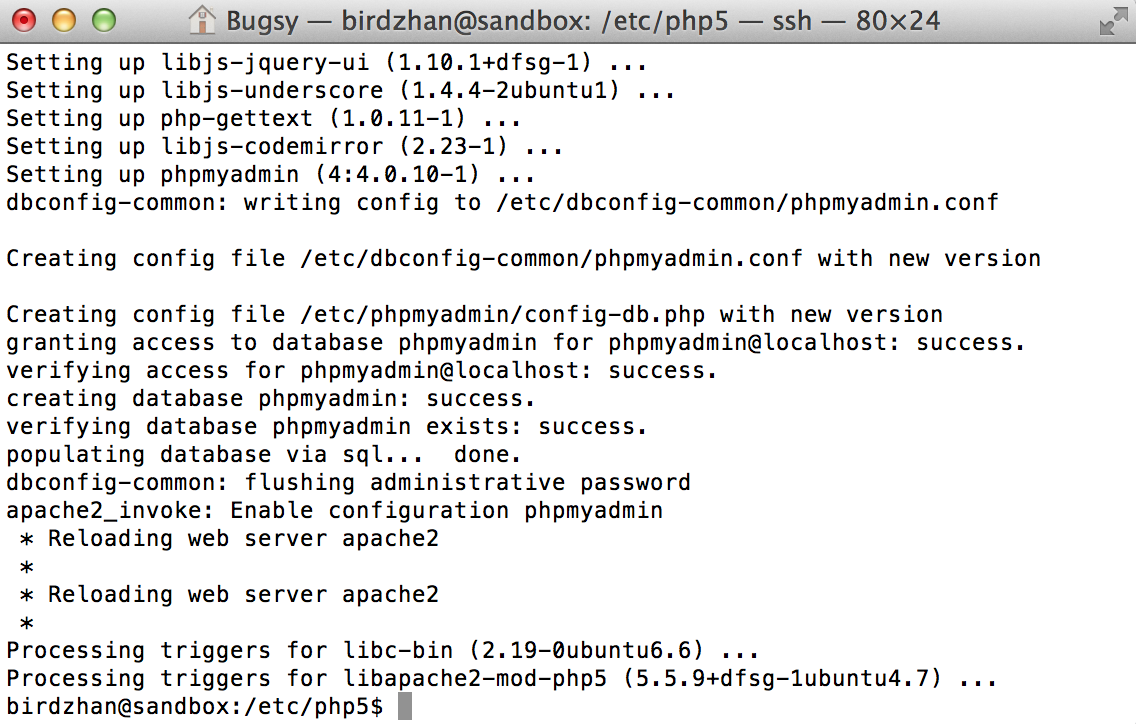 Bugsy — birdzhan@sandbox: /etc/php5 — ssh — 80×24
Setting up libjs-jquery-ui (1.10.1+dfsg-1) ...
Setting up libjs-underscore (1.4.4-2ubuntu1) ...
Setting up php-gettext (1.0.11-1) ...
Setting up libjs-codemirror (2.23-1) ...
Setting up phpmyadmin (4:4.0.10-1) ...
dbconfig-common: writing config to /etc/dbconfig-common/phpmyadmin.conf

Creating config file /etc/dbconfig-common/phpmyadmin.conf with new version

Creating config file /etc/phpmyadmin/config-db.php with new version
granting access to database phpmyadmin for phpmyadmin@localhost: success.
verifying access for phpmyadmin@localhost: success.
creating database phpmyadmin: success.
verifying database phpmyadmin exists: success.
populating database via sql...  done.
dbconfig-common: flushing administrative password
apache2_invoke: Enable configuration phpmyadmin
 * Reloading web server apache2
 *
 * Reloading web server apache2
 *
Processing triggers for libc-bin (2.19-0ubuntu6.6) ...
Processing triggers for libapache2-mod-php5 (5.5.9+dfsg-1ubuntu4.7) ...
birdzhan@sandbox:/etc/php5$